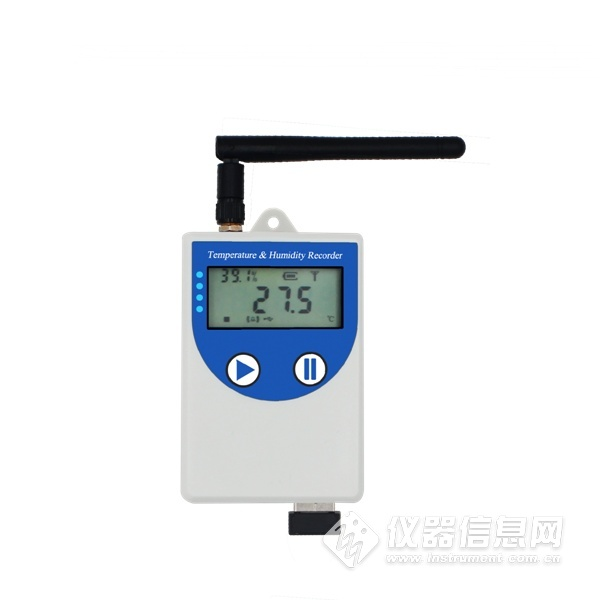 Temperature & Humidity Recorder
39.1%
27.5
℃
仪器信息网
www.instrument.com.cn